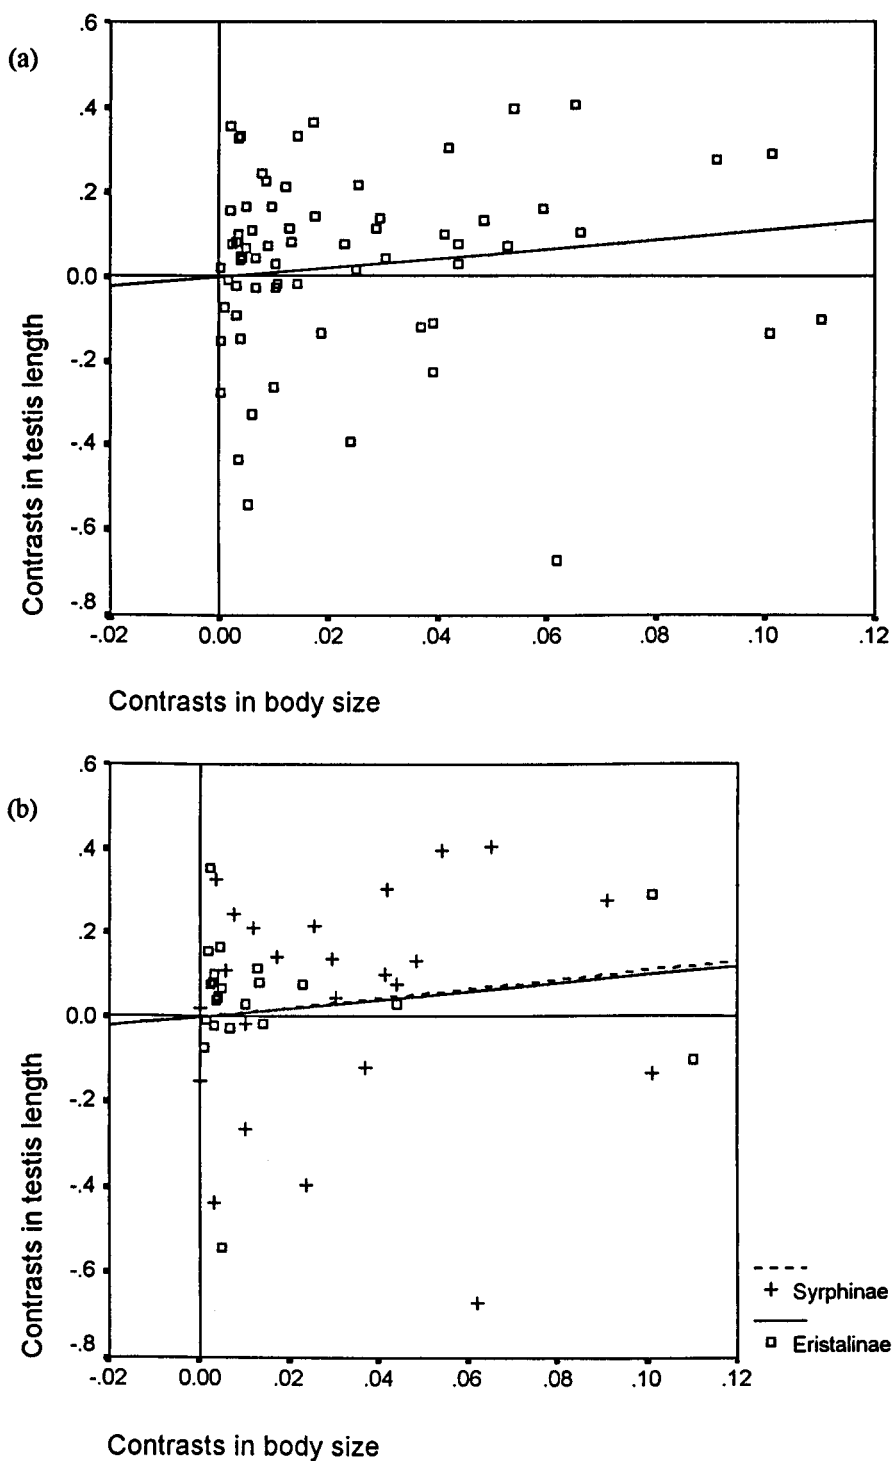 (a)
.6
.4
.2
0.0
-.2
-.4
-.6
-.8
Contrasts in testis length
-.02 0.00 .02 .04 .06 .08 .10 .12
Contrasts in body size
(b)
.6
.4
.2
0.0
-.2
-.4
-.6
-.8
Contrasts in testis length
-.02 0.00 .02 .04 .06 .08 .10 .12
Contrasts in body size
Syrphinae
Eristalinae